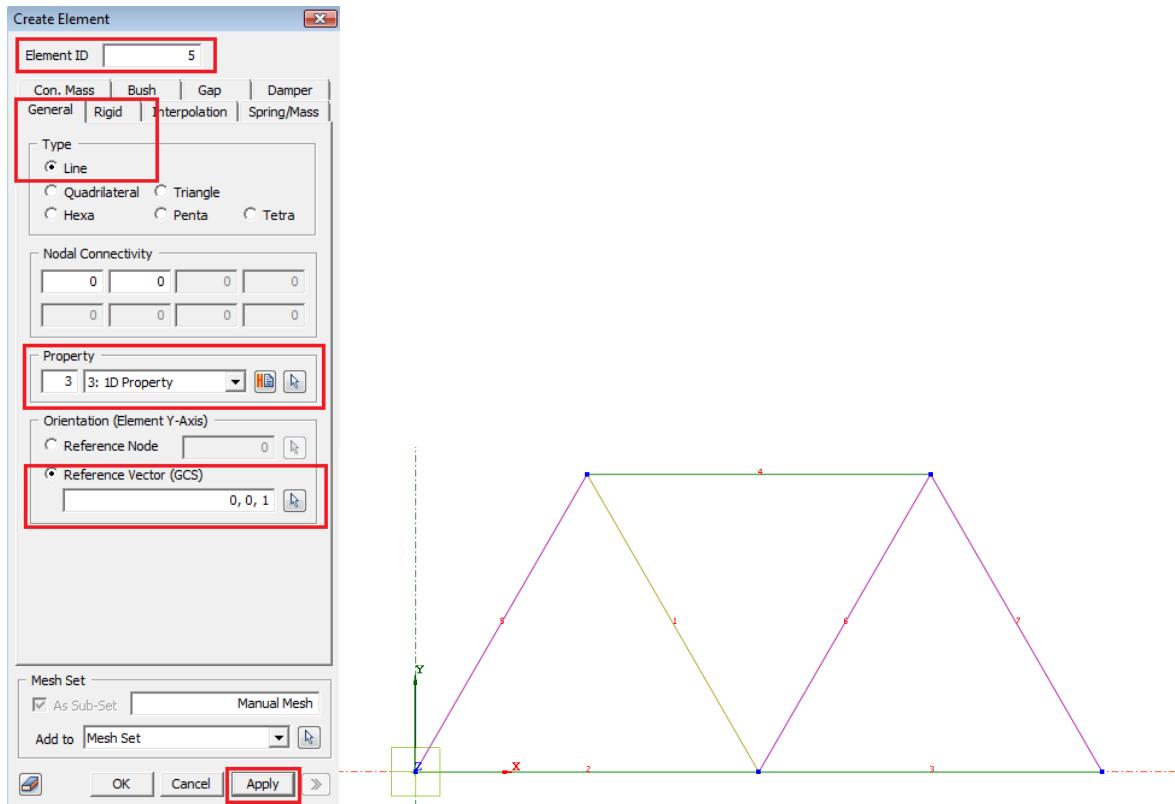 Create Element
Element ID 5
Con. Mass Bush Gap Damper
General Rigid Interpolation Spring/Mass
Type
Line
Quadrilateral Triangle
Hexa Penta Tetra
Nodal Connectivity
0 0 0 0
0 0 0 0
Property
3 3: 1D Property
Orientation (Element Y-Axis)
Reference Node 0
Reference Vector (GCS)
0, 0, 1
Mesh Set
As Sub-Set Manual Mesh
Add to Mesh Set
OK Cancel Apply >>
4
5 1 6 7
Y
Z X 2 3